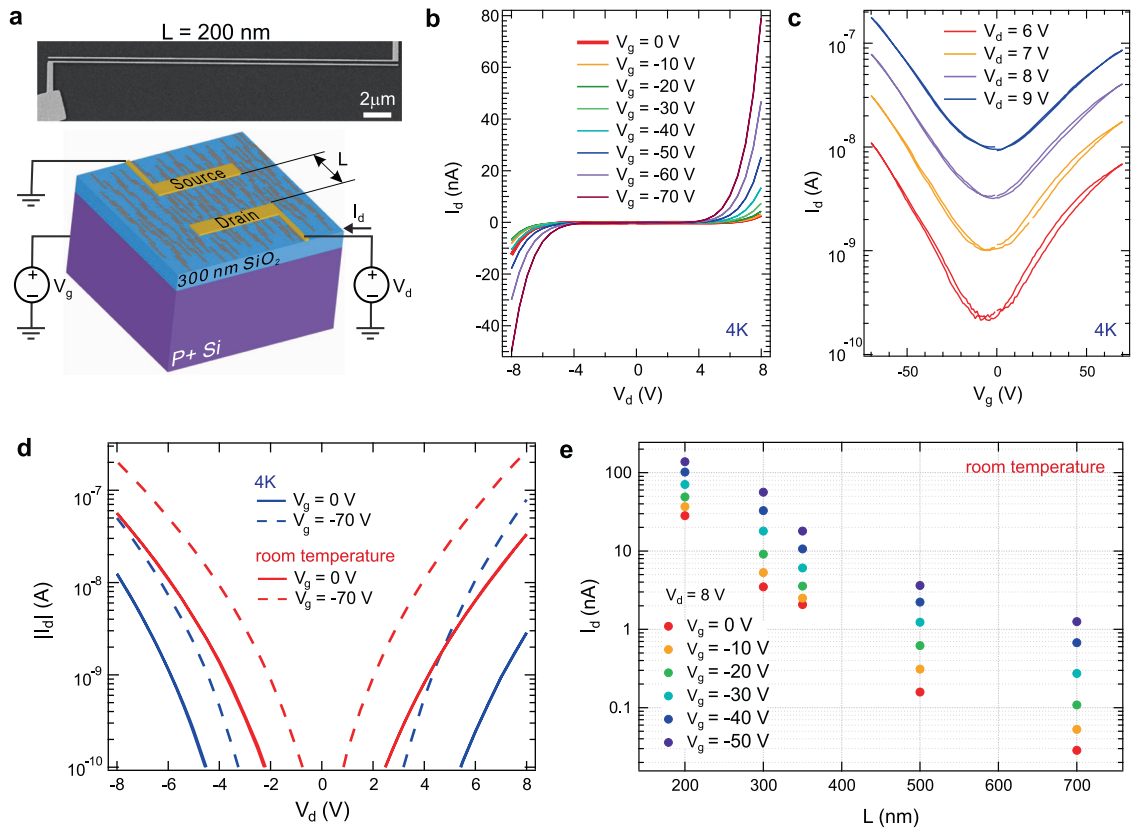 a
L = 200 nm
2μm
Source
Drain
L
I_d
300 nm SiO₂
P+ Si
V_g
V_d
+
−
+
−
b
80
60
40
20
0
-20
-40
I_d (nA)
V_g = 0 V
V_g = -10 V
V_g = -20 V
V_g = -30 V
V_g = -40 V
V_g = -50 V
V_g = -60 V
V_g = -70 V
4K
-8 -4 0 4 8
V_d (V)
c
10⁻⁷
10⁻⁸
10⁻⁹
10⁻¹⁰
I_d (A)
V_d = 6 V
V_d = 7 V
V_d = 8 V
V_d = 9 V
4K
-50 0 50
V_g (V)
d
10⁻⁷
10⁻⁸
10⁻⁹
10⁻¹⁰
|I_d| (A)
4K
V_g = 0 V
V_g = -70 V
room temperature
V_g = 0 V
V_g = -70 V
-8 -6 -4 -2 0 2 4 6 8
V_d (V)
e
room temperature
100
10
1
0.1
I_d (nA)
V_d = 8 V
V_g = 0 V
V_g = -10 V
V_g = -20 V
V_g = -30 V
V_g = -40 V
V_g = -50 V
200 300 400 500 600 700
L (nm)